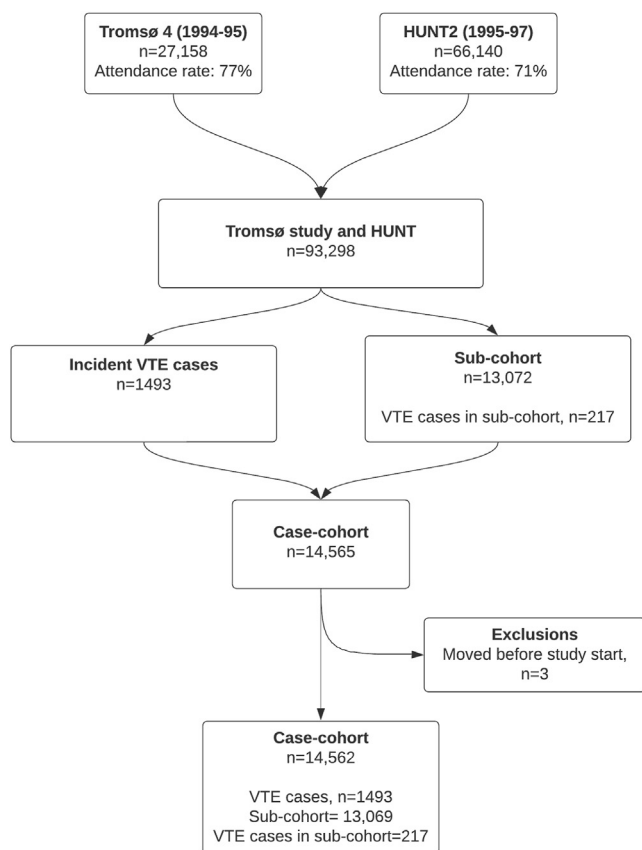 Tromsø 4 (1994-95)
n=27,158
Attendance rate: 77%
HUNT2 (1995-97)
n=66,140
Attendance rate: 71%
Tromsø study and HUNT
n=93,298
Incident VTE cases
n=1493
Sub-cohort
n=13,072
VTE cases in sub-cohort, n=217
Case-cohort
n=14,565
Exclusions
Moved before study start,
n=3
Case-cohort
n=14,562
VTE cases, n=1493
Sub-cohort= 13,069
VTE cases in sub-cohort=217